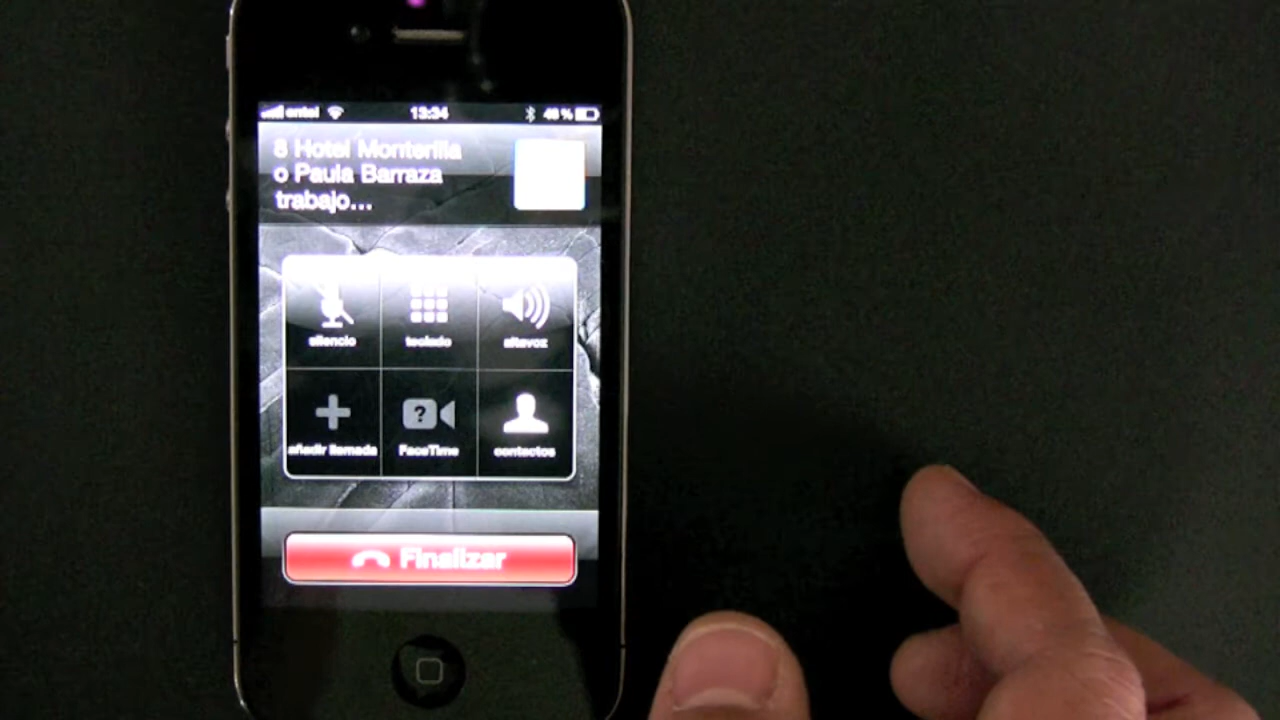 entel 13:34 48 %
8 Hotel Monterilla
o Paula Barraza
trabajo...
silencio teclado altavoz
añadir llamada FaceTime contactos
Finalizar